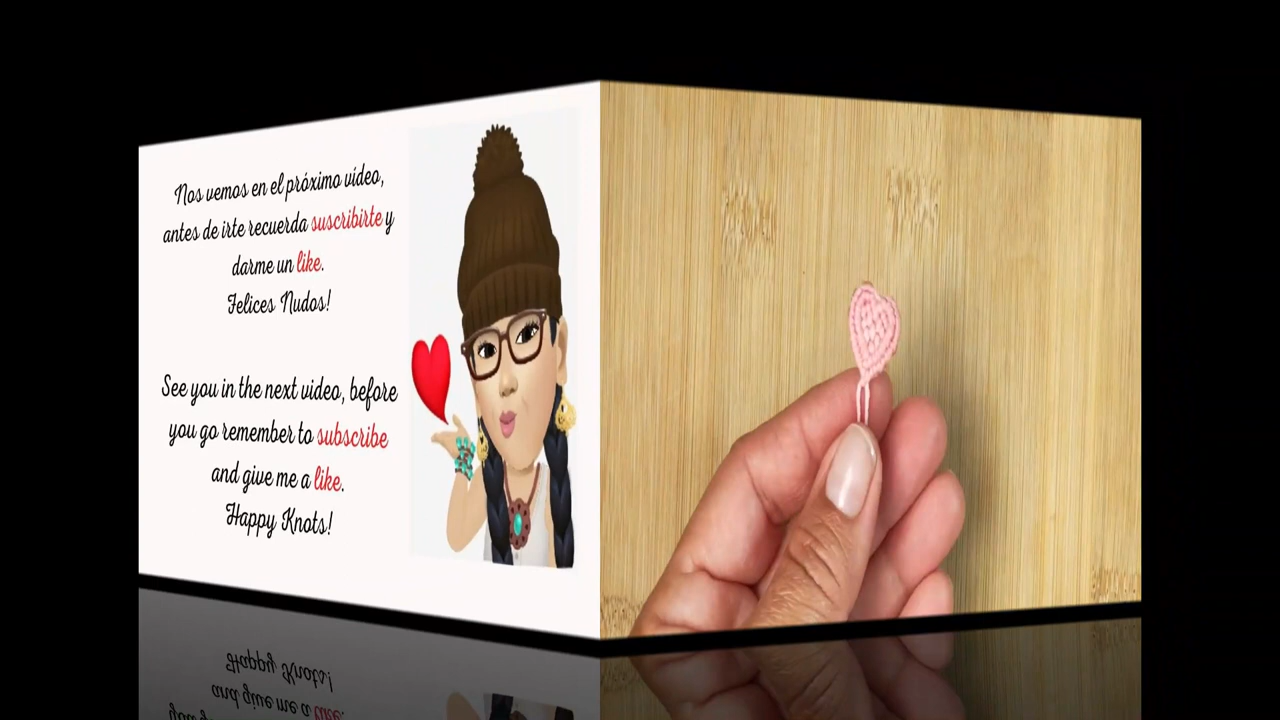 Nos vemos en el próximo vídeo,
antes de irte recuerda suscribirte y
darme un like.
Felices Nudos!
See you in the next video, before
you go remember to subscribe
and give me a like.
Happy Knots!